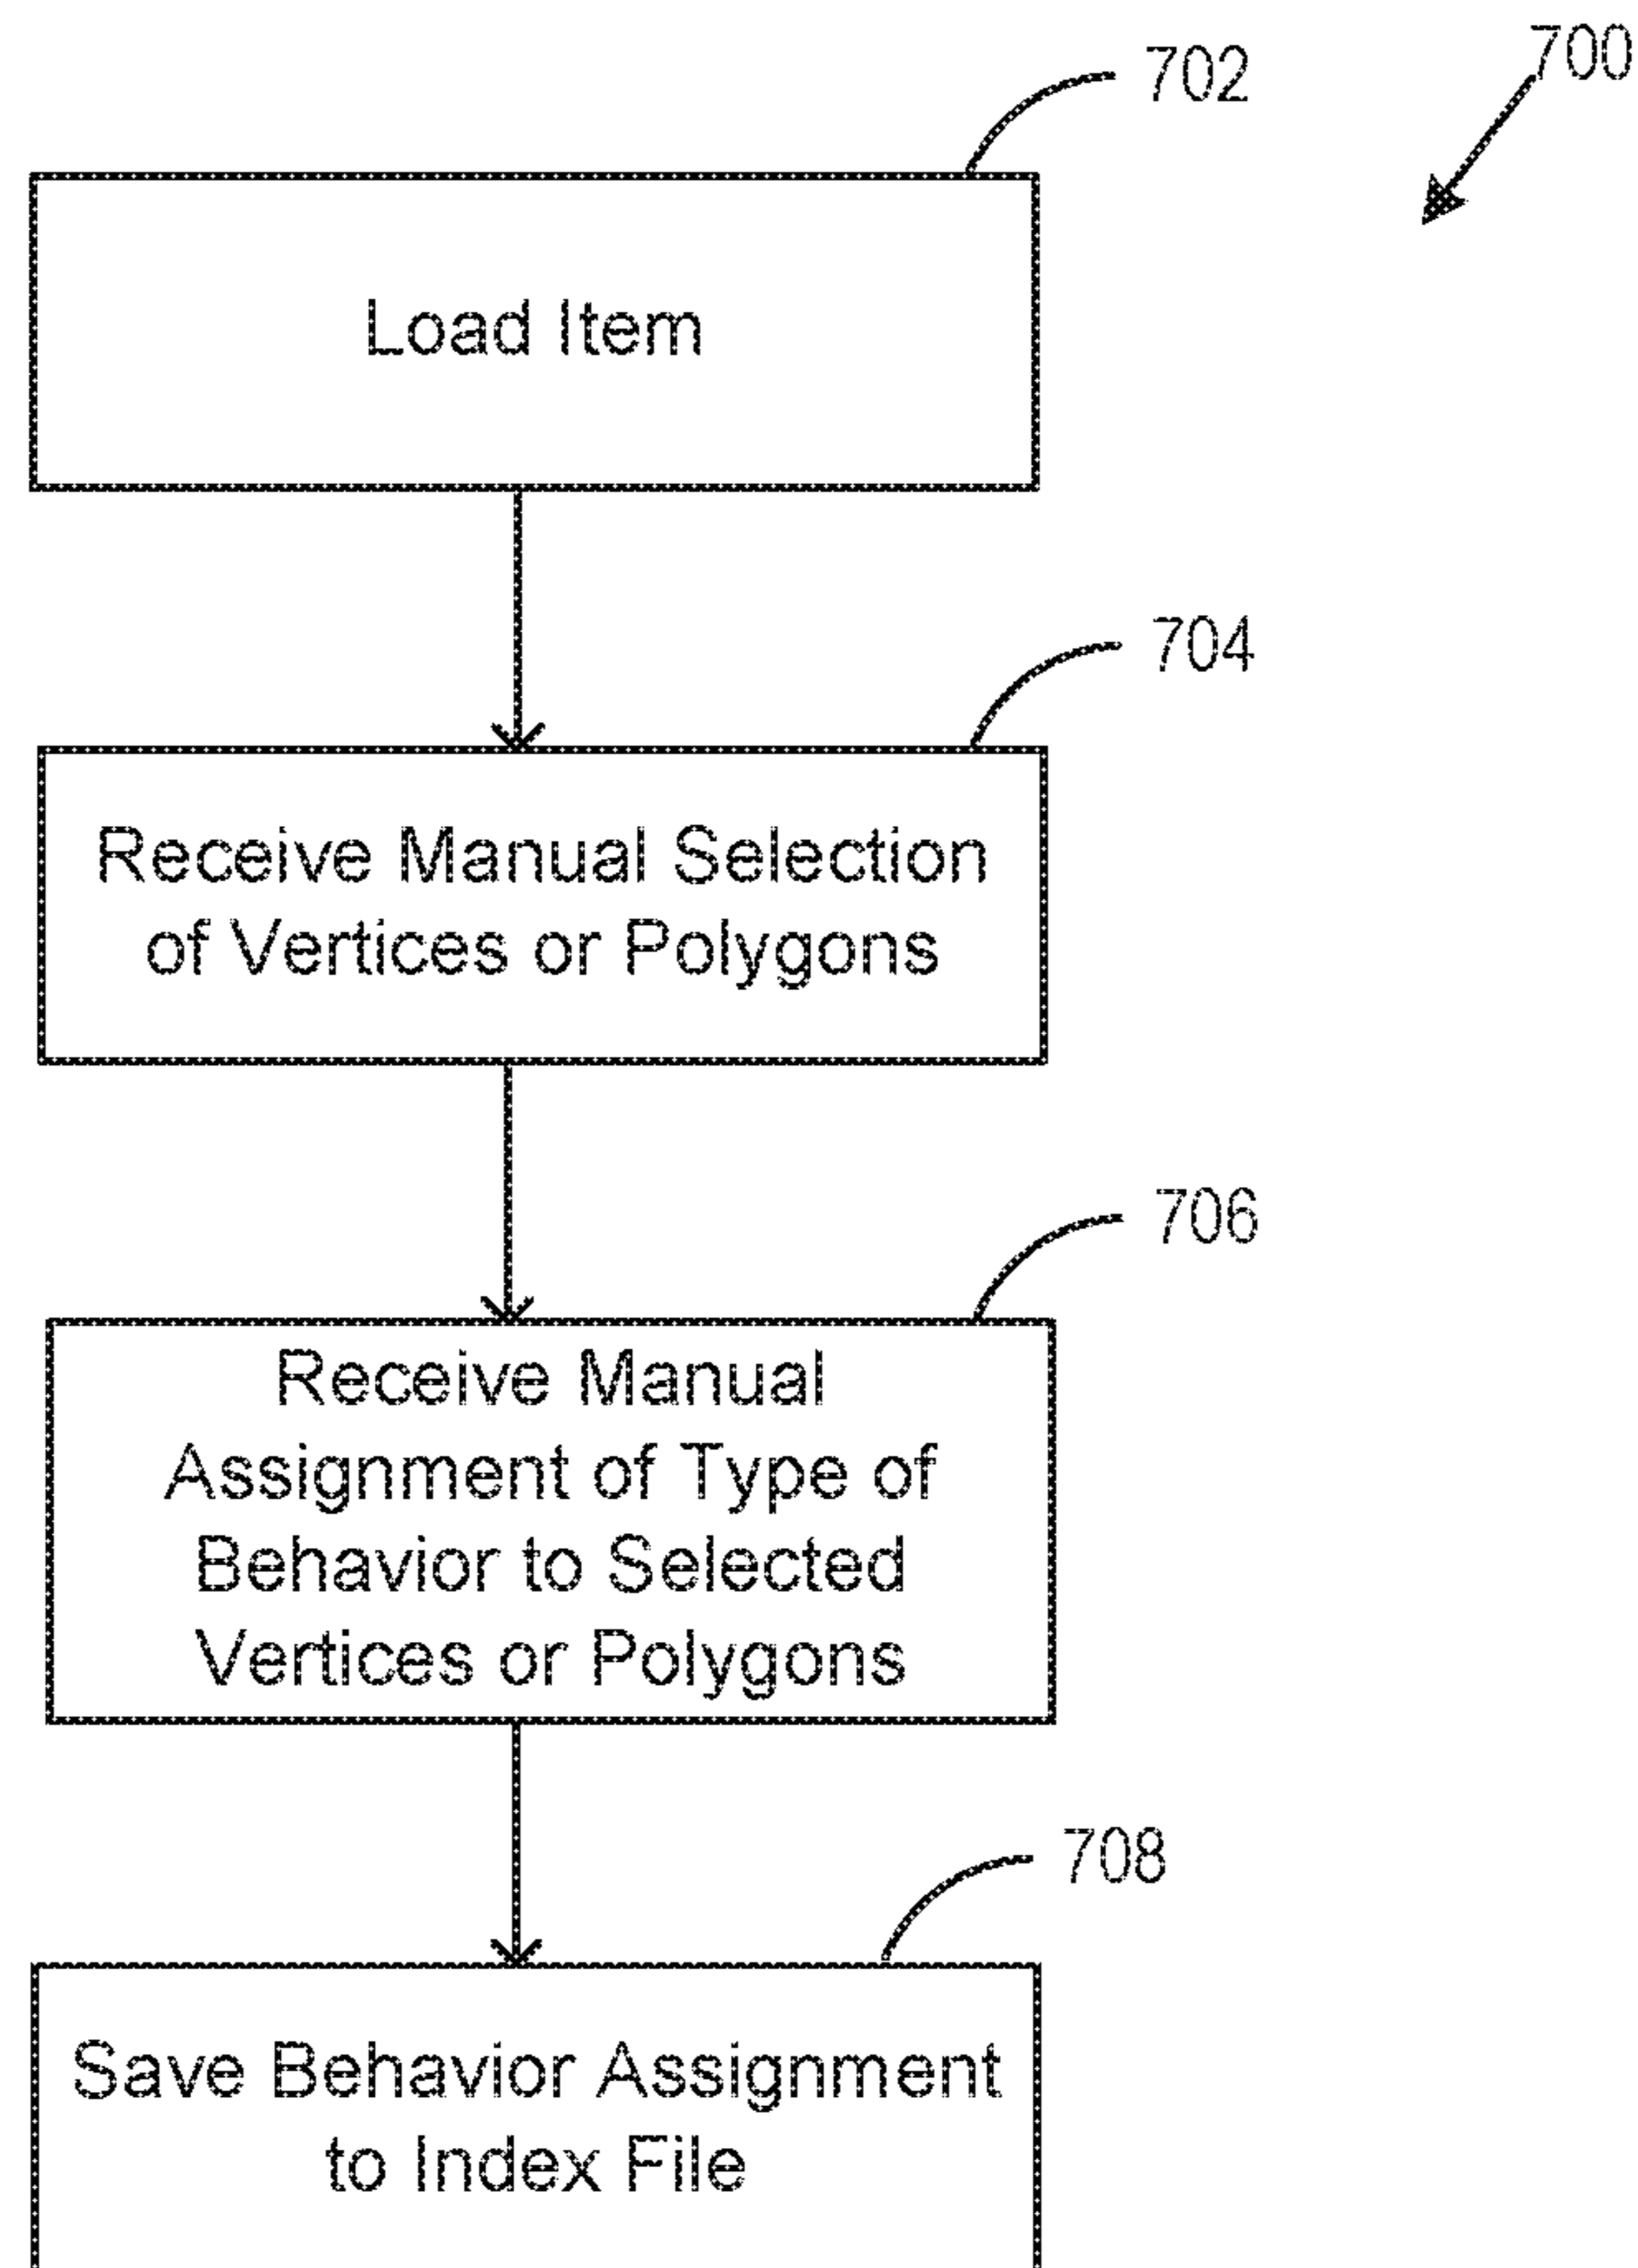 700
702
Load Item
704
Receive Manual Selection
of Vertices or Polygons
706
Receive Manual
Assignment of Type of
Behavior to Selected
Vertices or Polygons
708
Save Behavior Assignment
to Index File